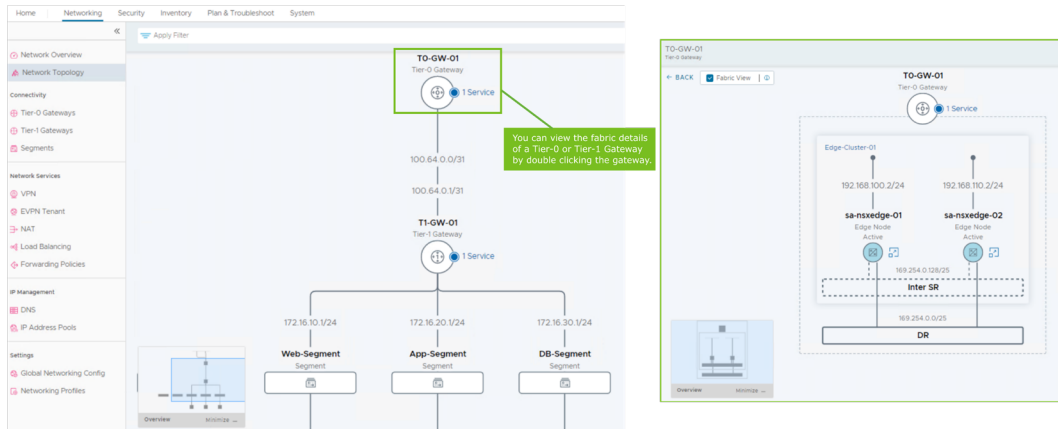 Home
Networking
Security
Inventory
Plan & Troubleshoot
System
Network Overview
Network Topology
Connectivity
Tier-0 Gateways
Tier-1 Gateways
Segments
Network Services
VPN
EVPN Tenant
NAT
Load Balancing
Forwarding Policies
IP Management
DNS
IP Address Pools
Settings
Global Networking Config
Networking Profiles
Apply Filter
T0-GW-01
Tier-0 Gateway
1 Service
You can view the fabric details
of a Tier-0 or Tier-1 Gateway
by double clicking the gateway.
100.64.0.0/31
100.64.0.1/31
T1-GW-01
Tier-1 Gateway
1 Service
172.16.10.1/24
172.16.20.1/24
172.16.30.1/24
Web-Segment
Segment
App-Segment
Segment
DB-Segment
Segment
Overview
Minimize
T0-GW-01
Tier-0 Gateway
BACK
Fabric View
T0-GW-01
Tier-0 Gateway
1 Service
Edge-Cluster-01
192.168.100.2/24
192.168.110.2/24
sa-nsxedge-01
Edge Node
Active
sa-nsxedge-02
Edge Node
Active
169.254.0.128/25
Inter SR
169.254.0.0/25
DR
Overview
Minimize